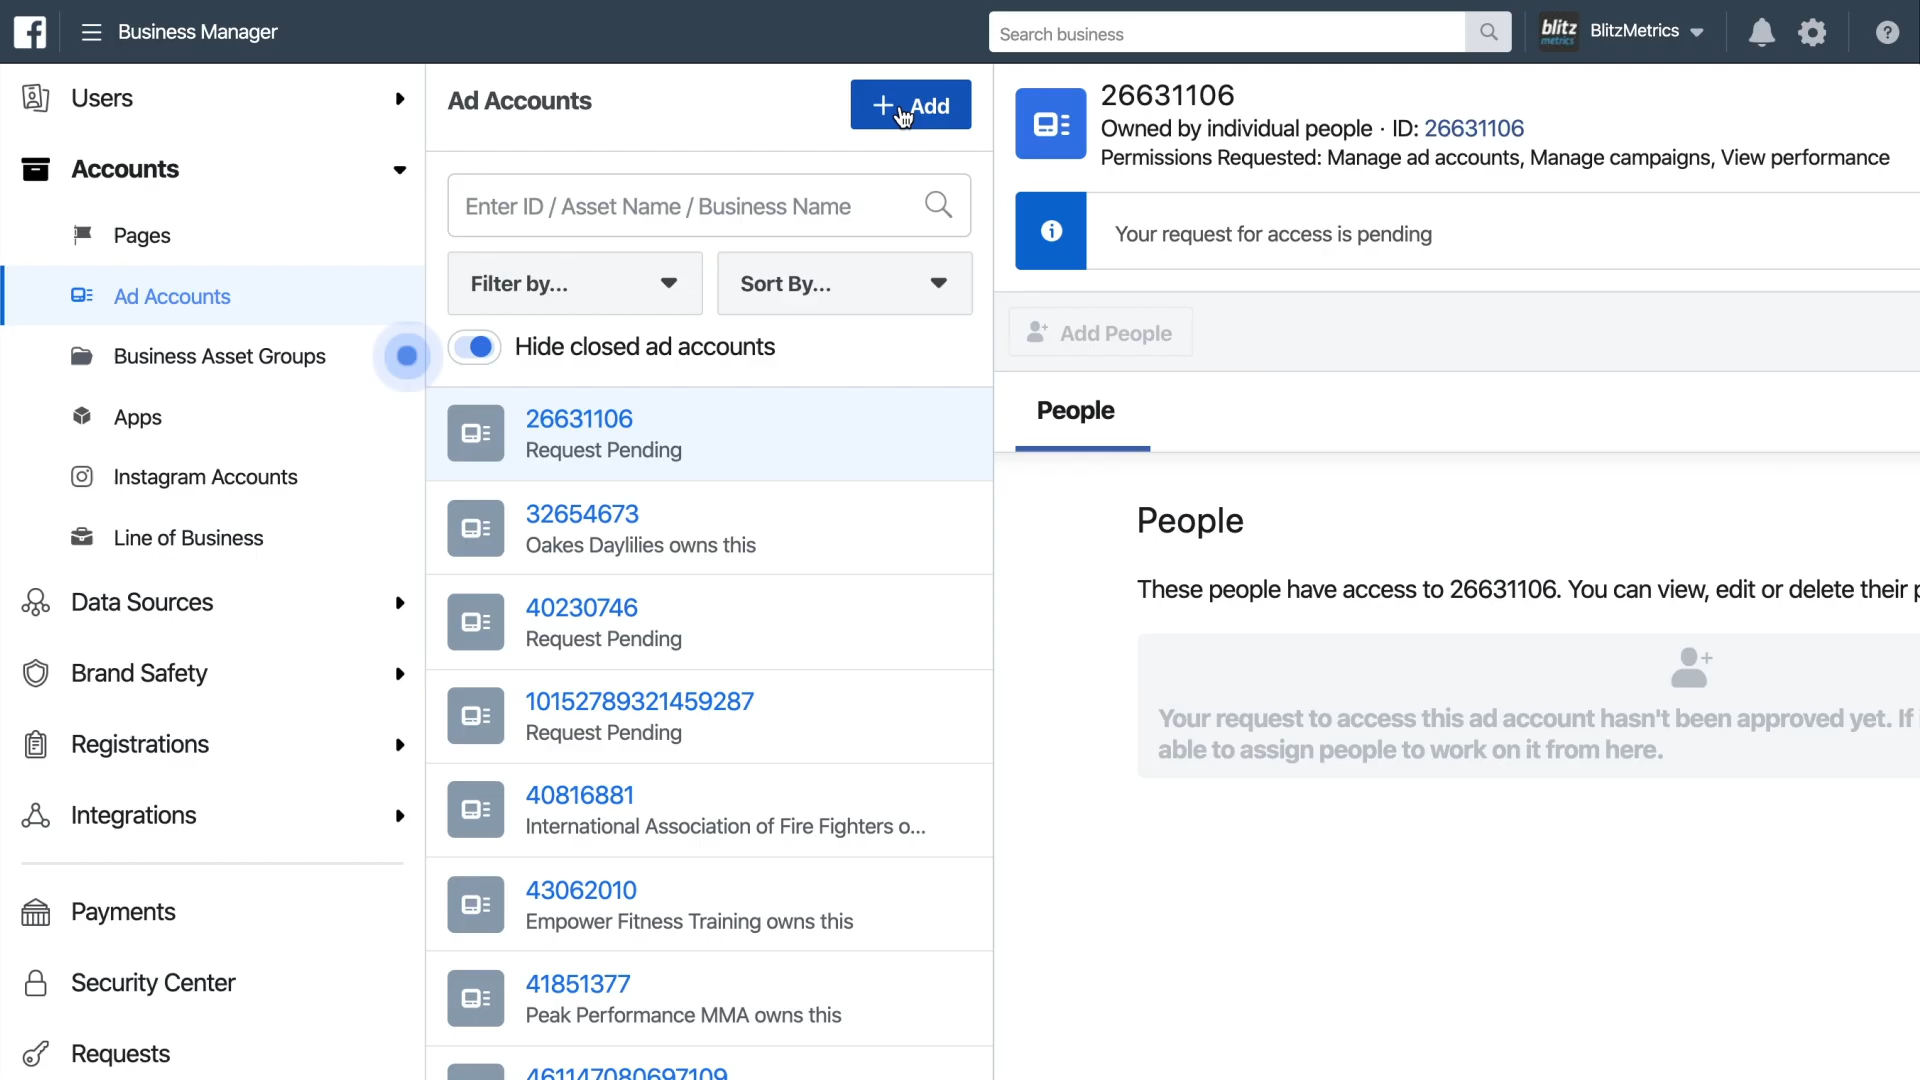 Business Manager
Search business
blitz
metrics
BlitzMetrics
Users
Accounts
Pages
Ad Accounts
Business Asset Groups
Apps
Instagram Accounts
Line of Business
Data Sources
Brand Safety
Registrations
Integrations
Payments
Security Center
Requests
Ad Accounts
+ Add
Enter ID / Asset Name / Business Name
Filter by...
Sort By...
Hide closed ad accounts
26631106
Request Pending
32654673
Oakes Daylilies owns this
40230746
Request Pending
10152789321459287
Request Pending
40816881
International Association of Fire Fighters o...
43062010
Empower Fitness Training owns this
41851377
Peak Performance MMA owns this
461147080697109
26631106
Owned by individual people · ID: 26631106
Permissions Requested: Manage ad accounts, Manage campaigns, View performance
Your request for access is pending
Add People
People
People
These people have access to 26631106. You can view, edit or delete their p
Your request to access this ad account hasn't been approved yet. If
able to assign people to work on it from here.